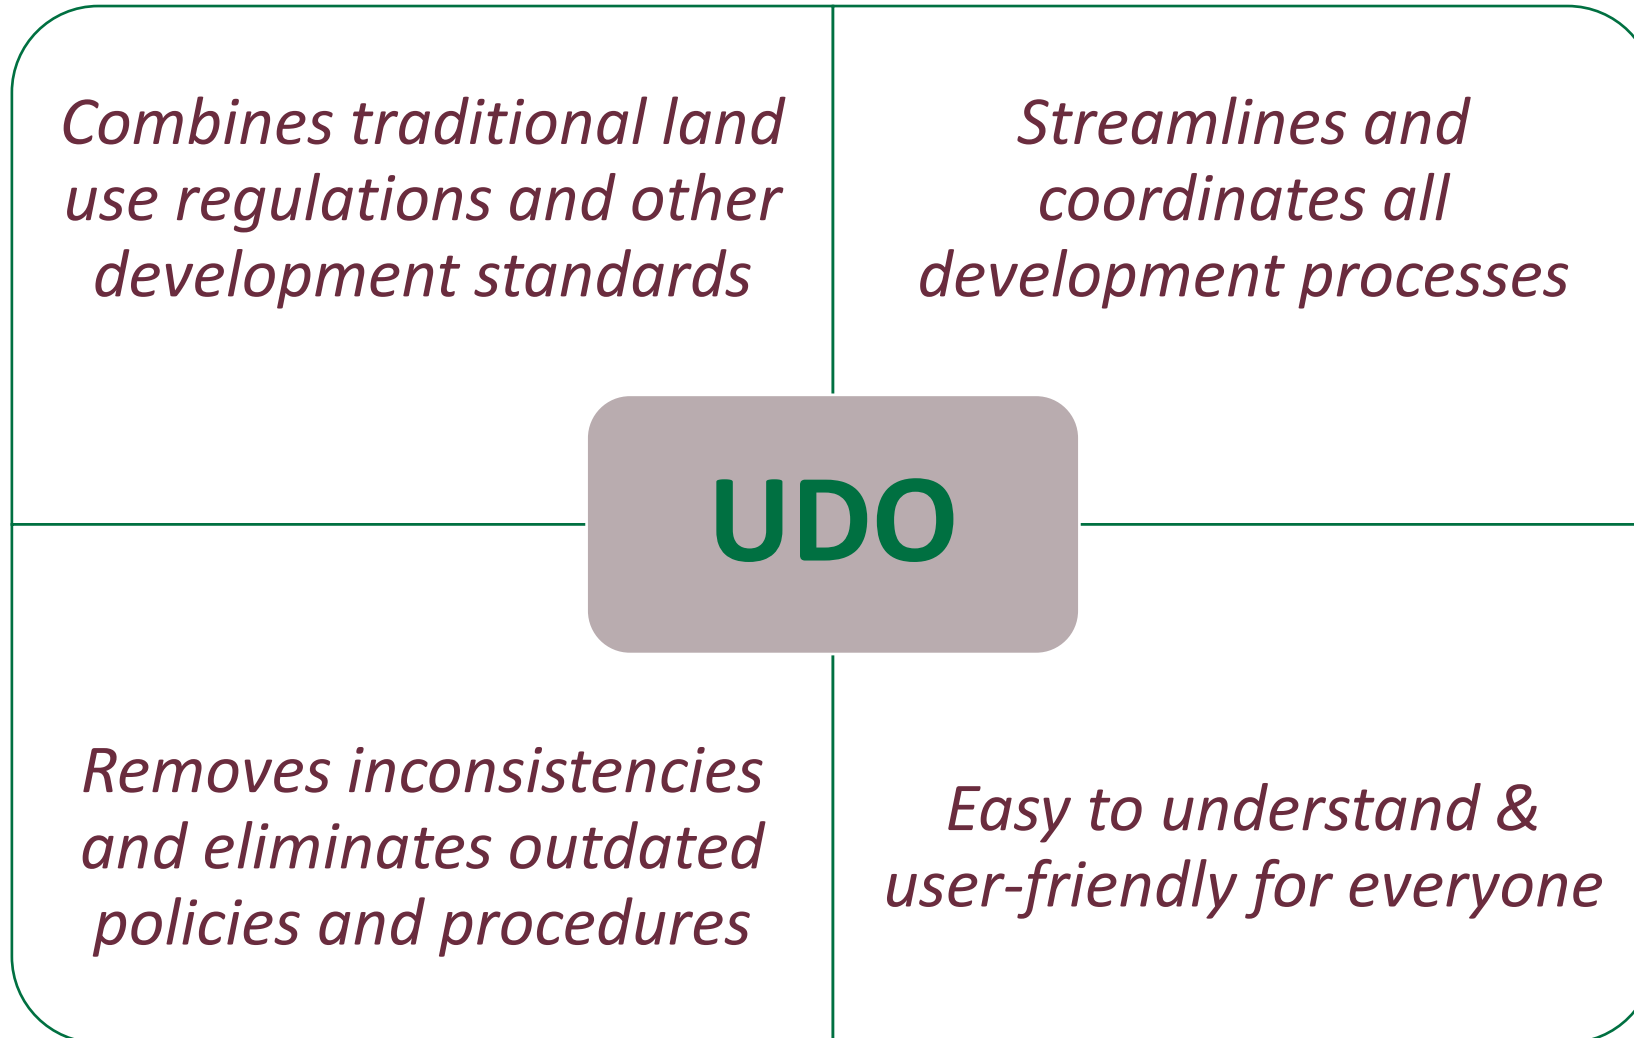 Combines traditional land
use regulations and other
development standards
Streamlines and
coordinates all
development processes
UDO
Removes inconsistencies
and eliminates outdated
policies and procedures
Easy to understand &
user-friendly for everyone